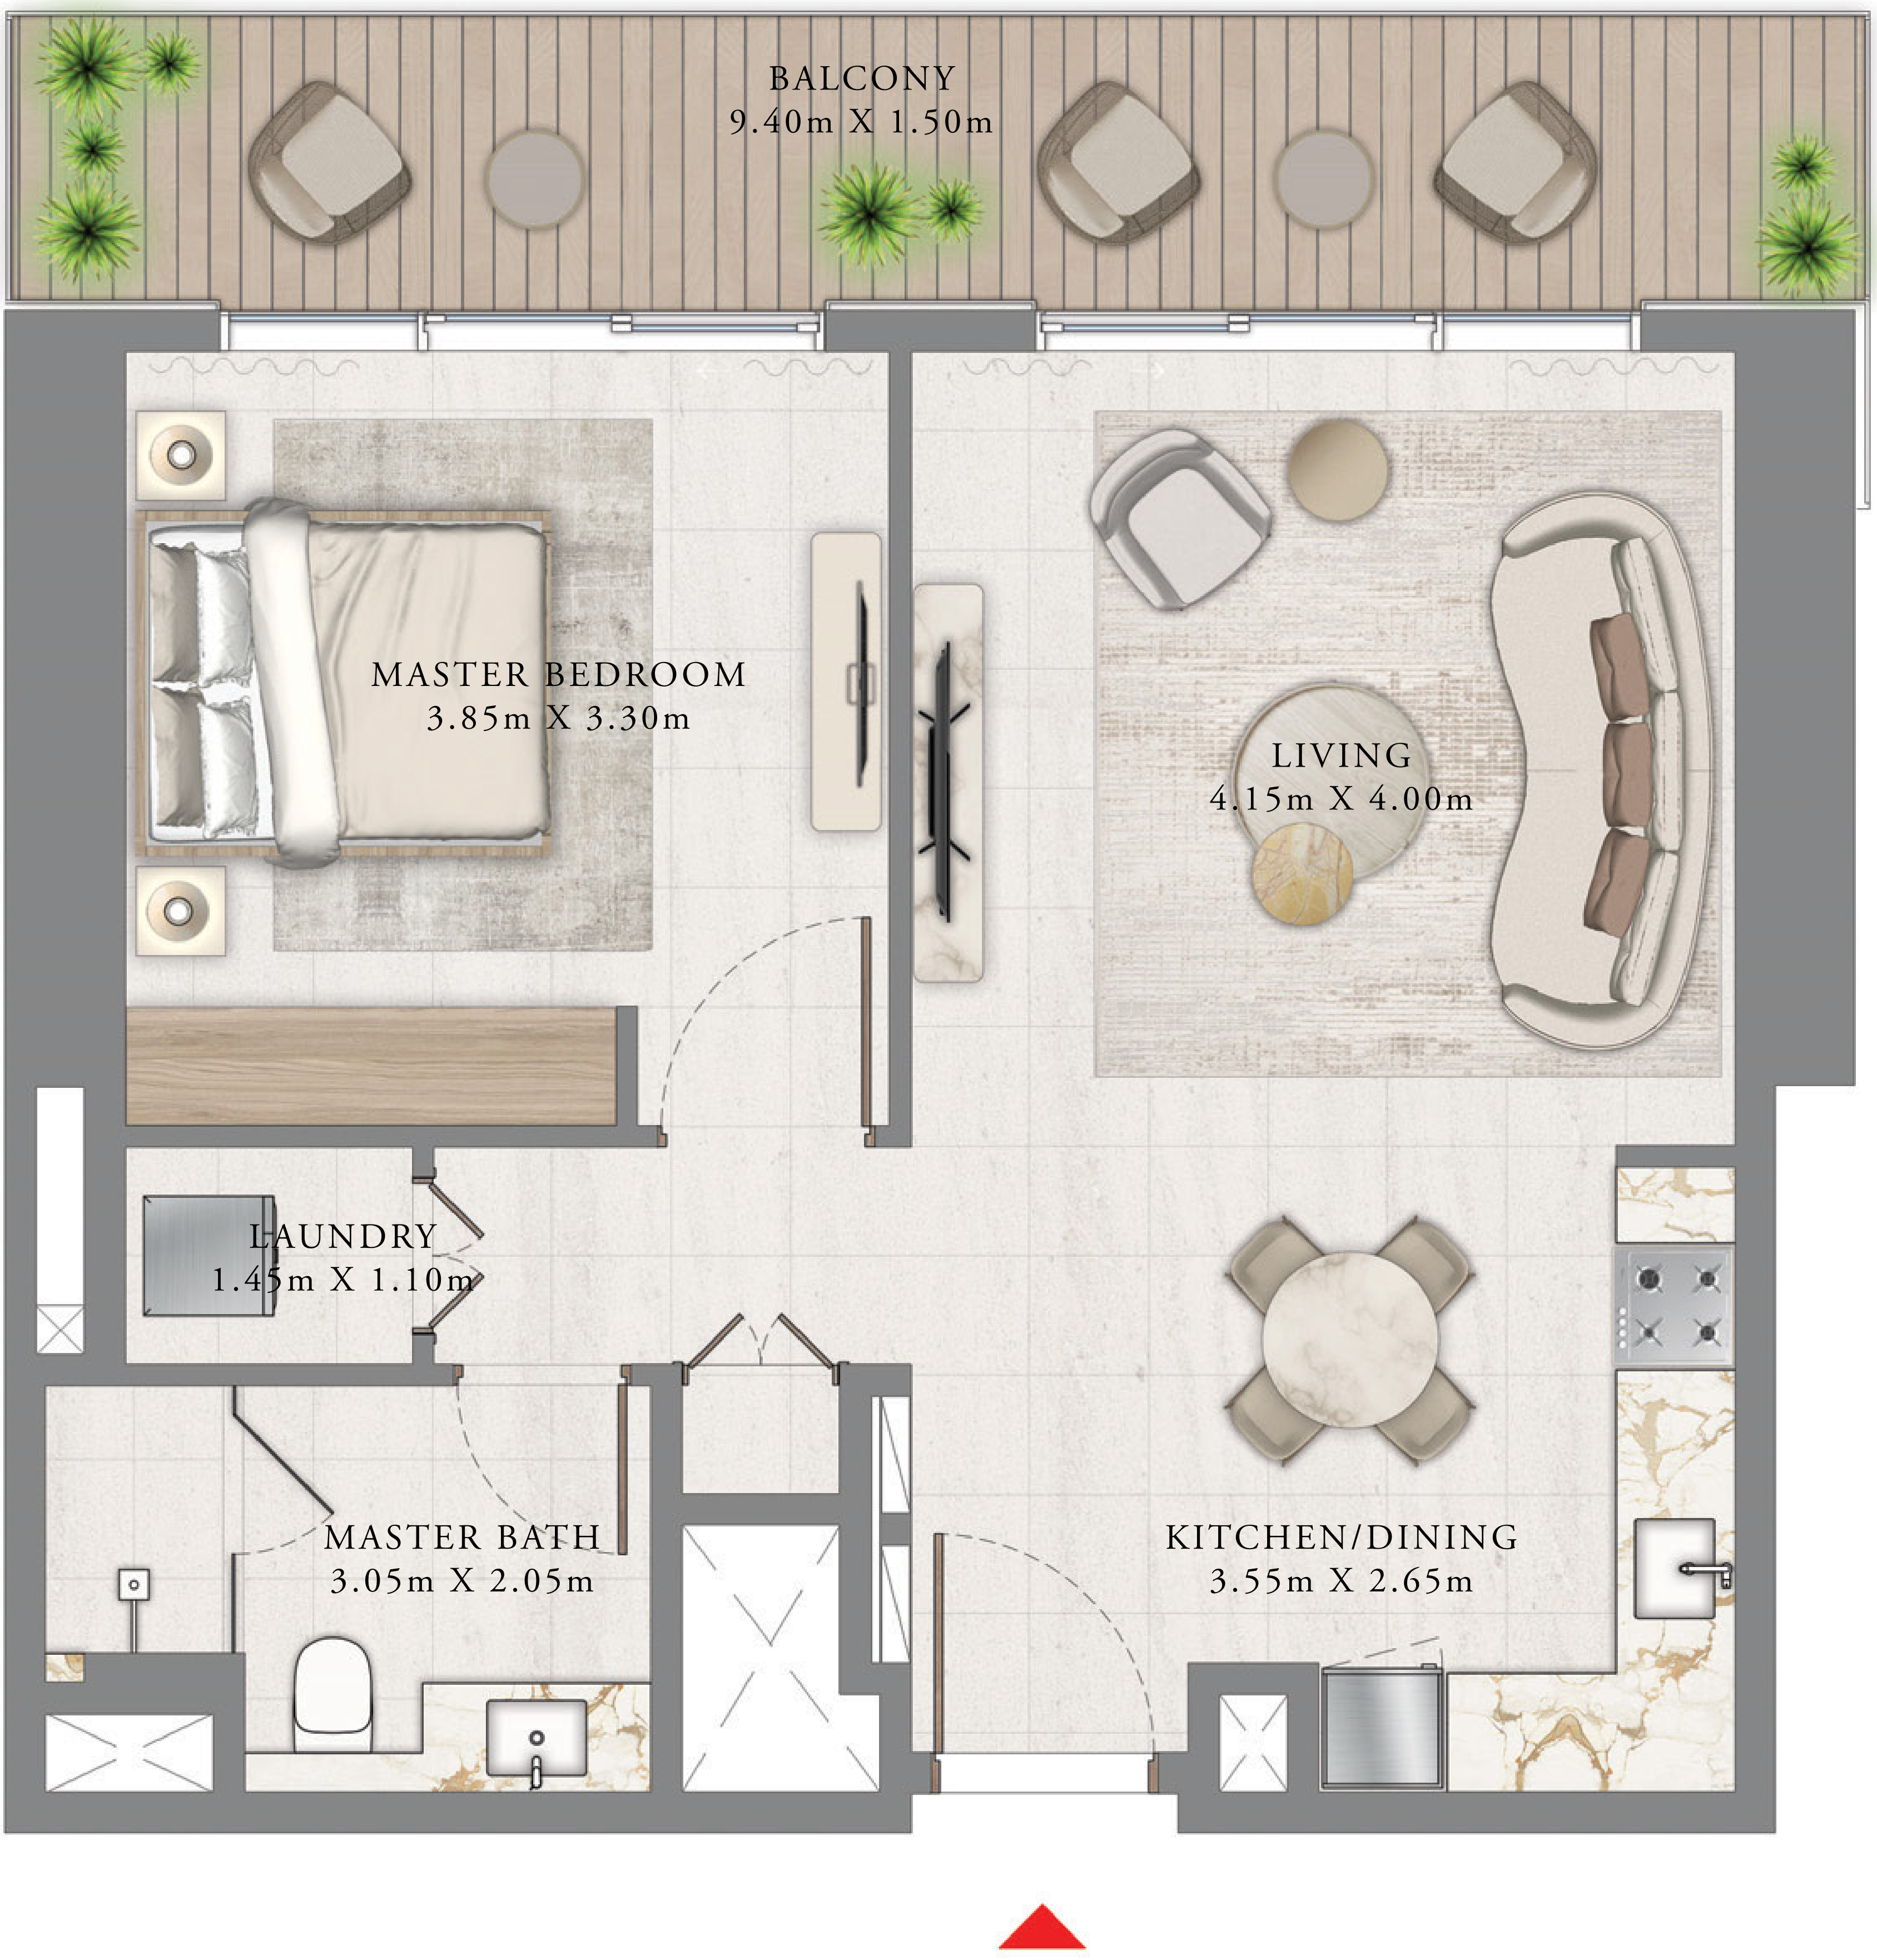 BALCONY
9.40m X 1.50m
MASTER BEDROOM
3.85m X 3.30m
LIVING
4.15m X 4.00m
LAUNDRY
1.45m X 1.10m
MASTER BATH
3.05m X 2.05m
KITCHEN/DINING
3.55m X 2.65m